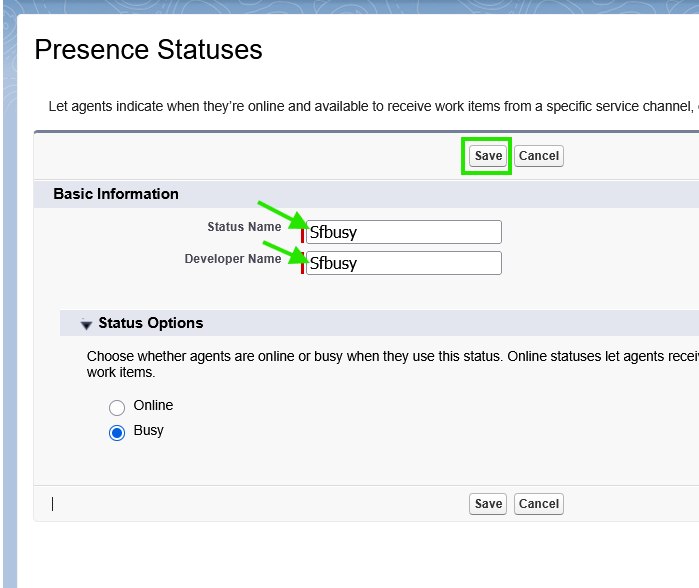 Presence Statuses
Let agents indicate when they're online and available to receive work items from a specific service channel,
Save Cancel
Basic Information
Status Name Sfbusy
Developer Name Sfbusy
Status Options
Choose whether agents are online or busy when they use this status. Online statuses let agents recei
work items.
Online
Busy
Save Cancel